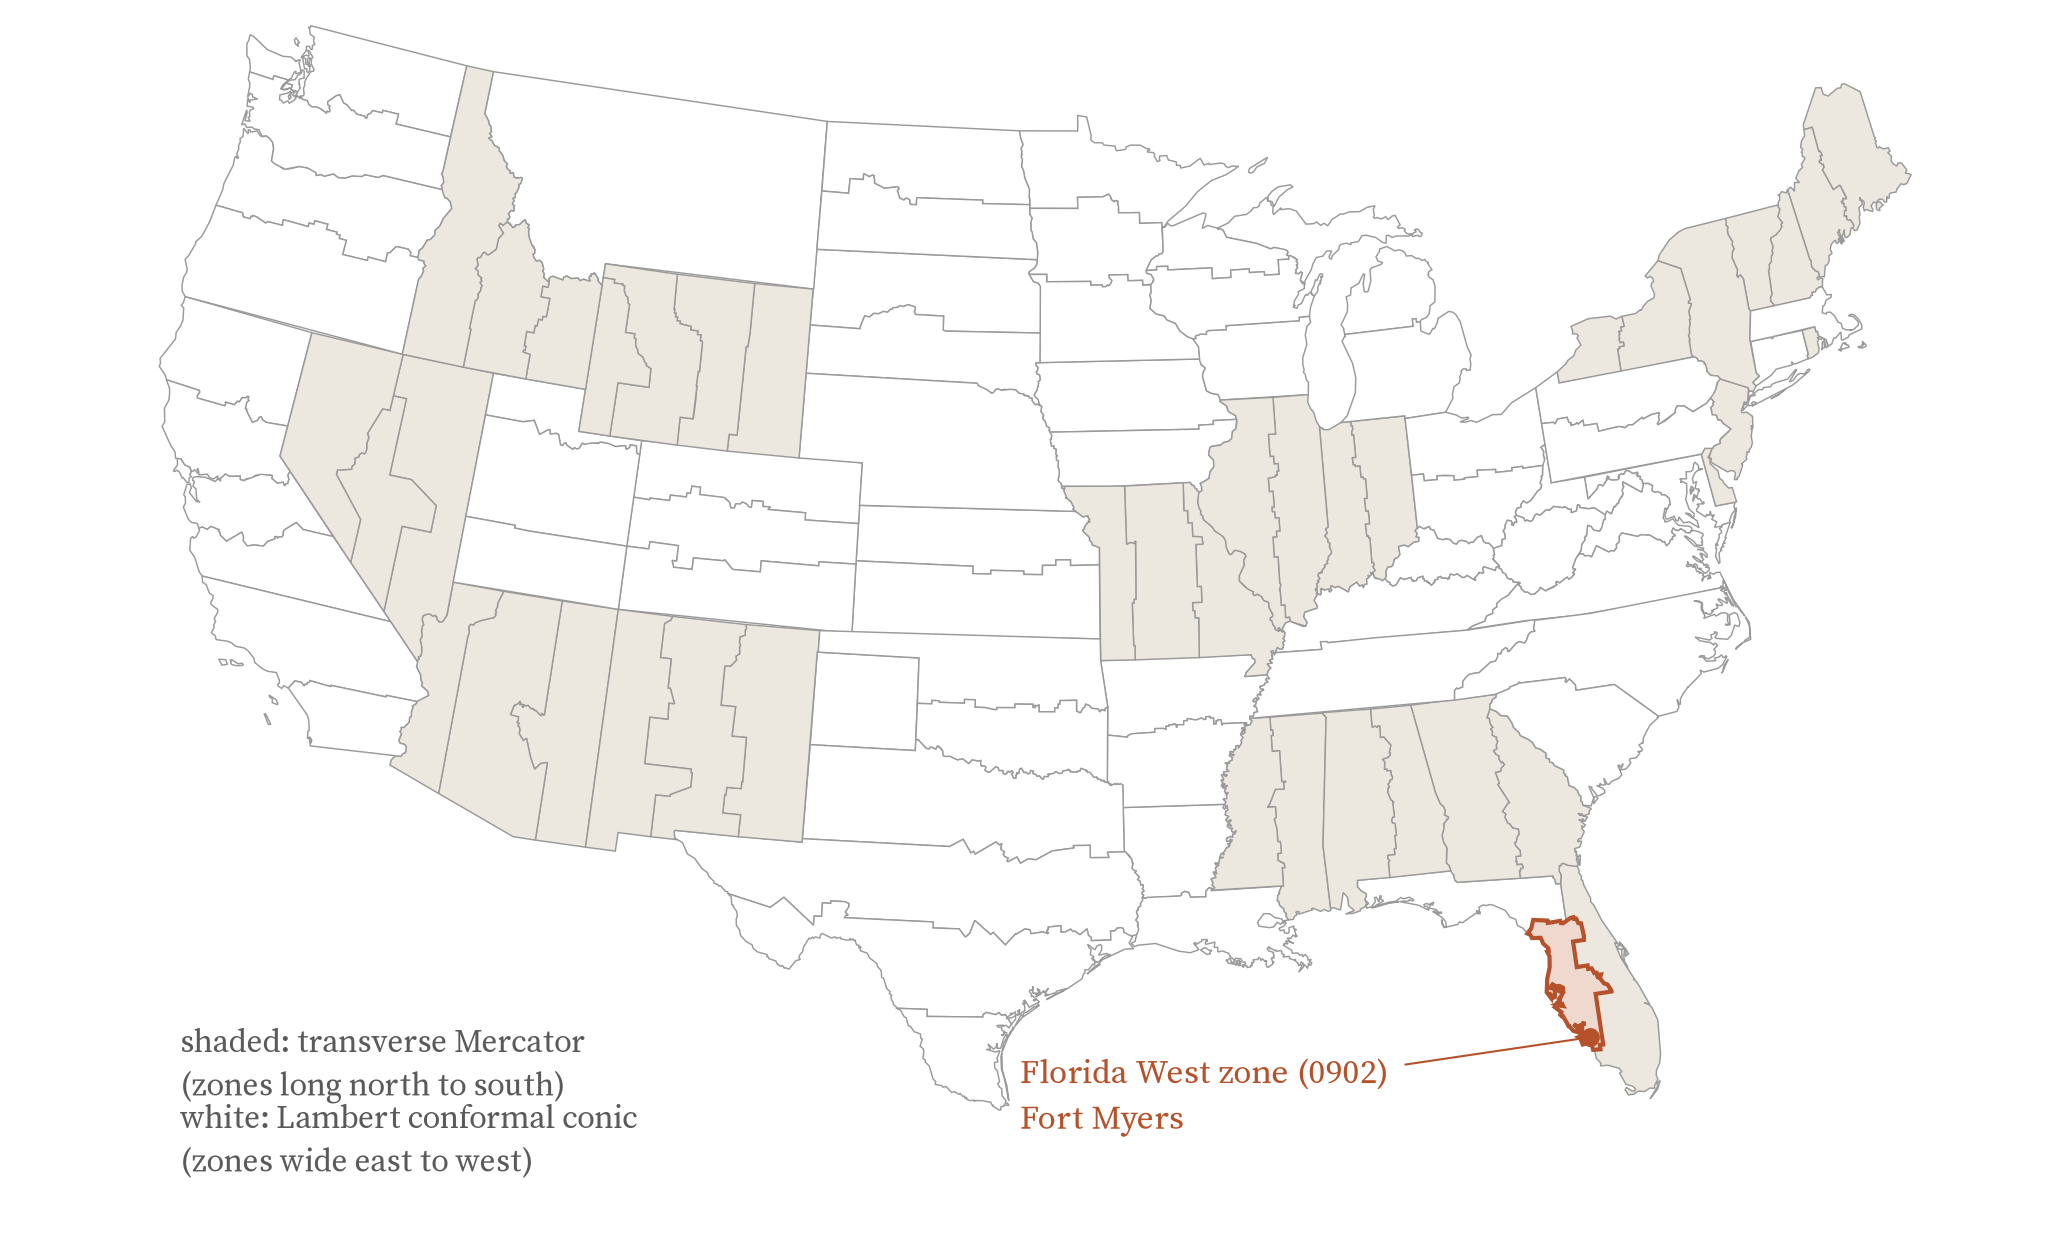 shaded: transverse Mercator
(zones long north to south)
white: Lambert conformal conic
(zones wide east to west)
Florida West zone (0902)
Fort Myers